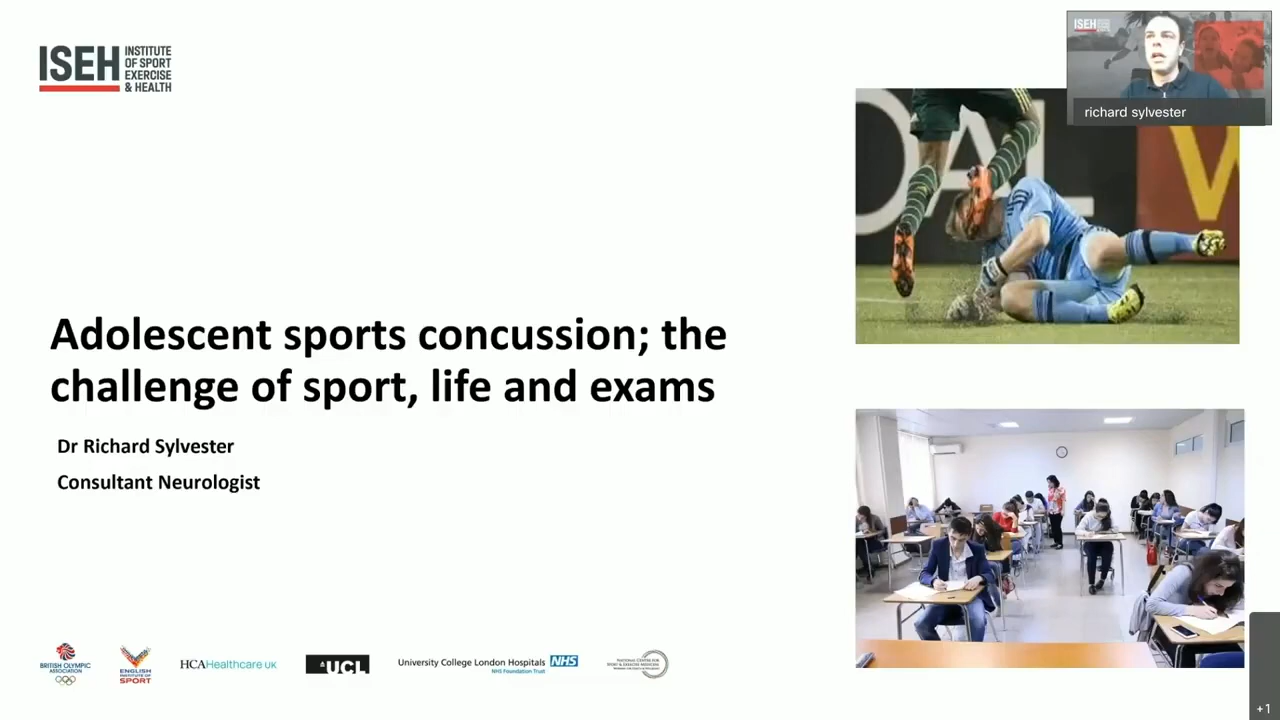 ISEH
INSTITUTE
OF SPORT
EXERCISE
& HEALTH
ISEH
richard sylvester
Adolescent sports concussion; the
challenge of sport, life and exams
Dr Richard Sylvester
Consultant Neurologist
BRITISH OLYMPIC
ASSOCIATION
ENGLISH
INSTITUTE OF
SPORT
HCAHealthcare UK
UCL
University College London Hospitals NHS
NHS Foundation Trust
NATIONAL CENTRE FOR
SPORT & EXERCISE MEDICINE
+1